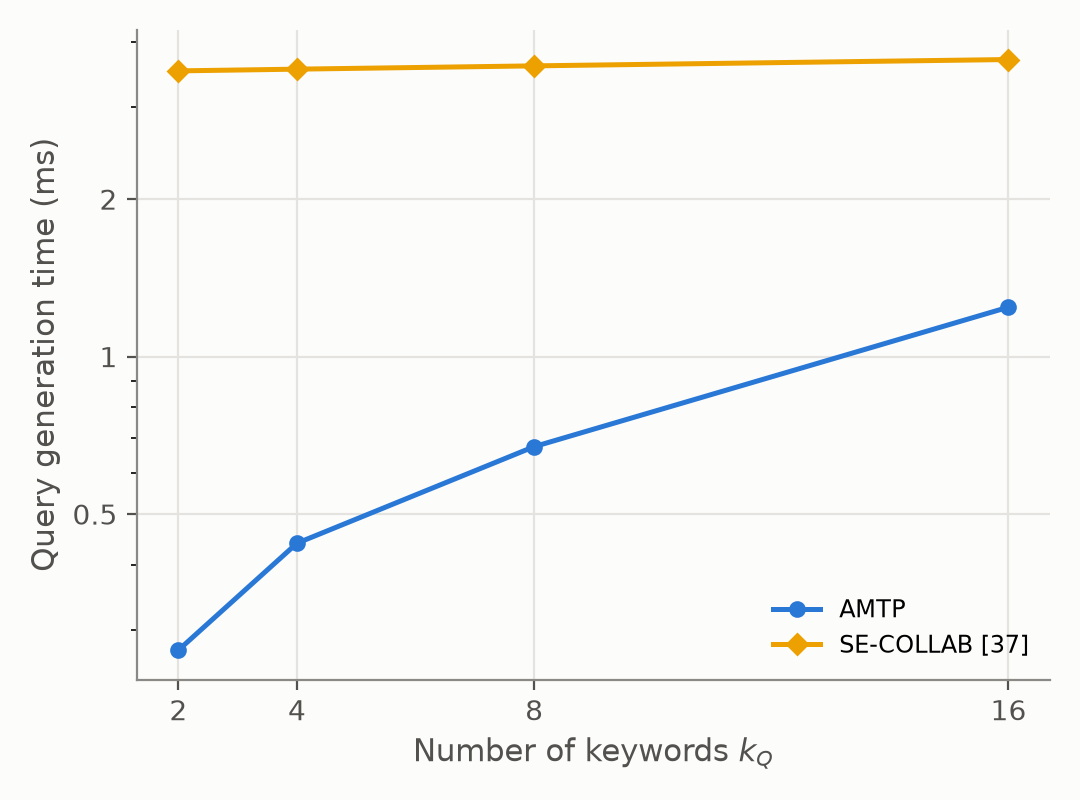 Query generation time (ms)
2
1
0.5
2 4 8 16
Number of keywords k_Q
AMTP
SE-COLLAB [37]